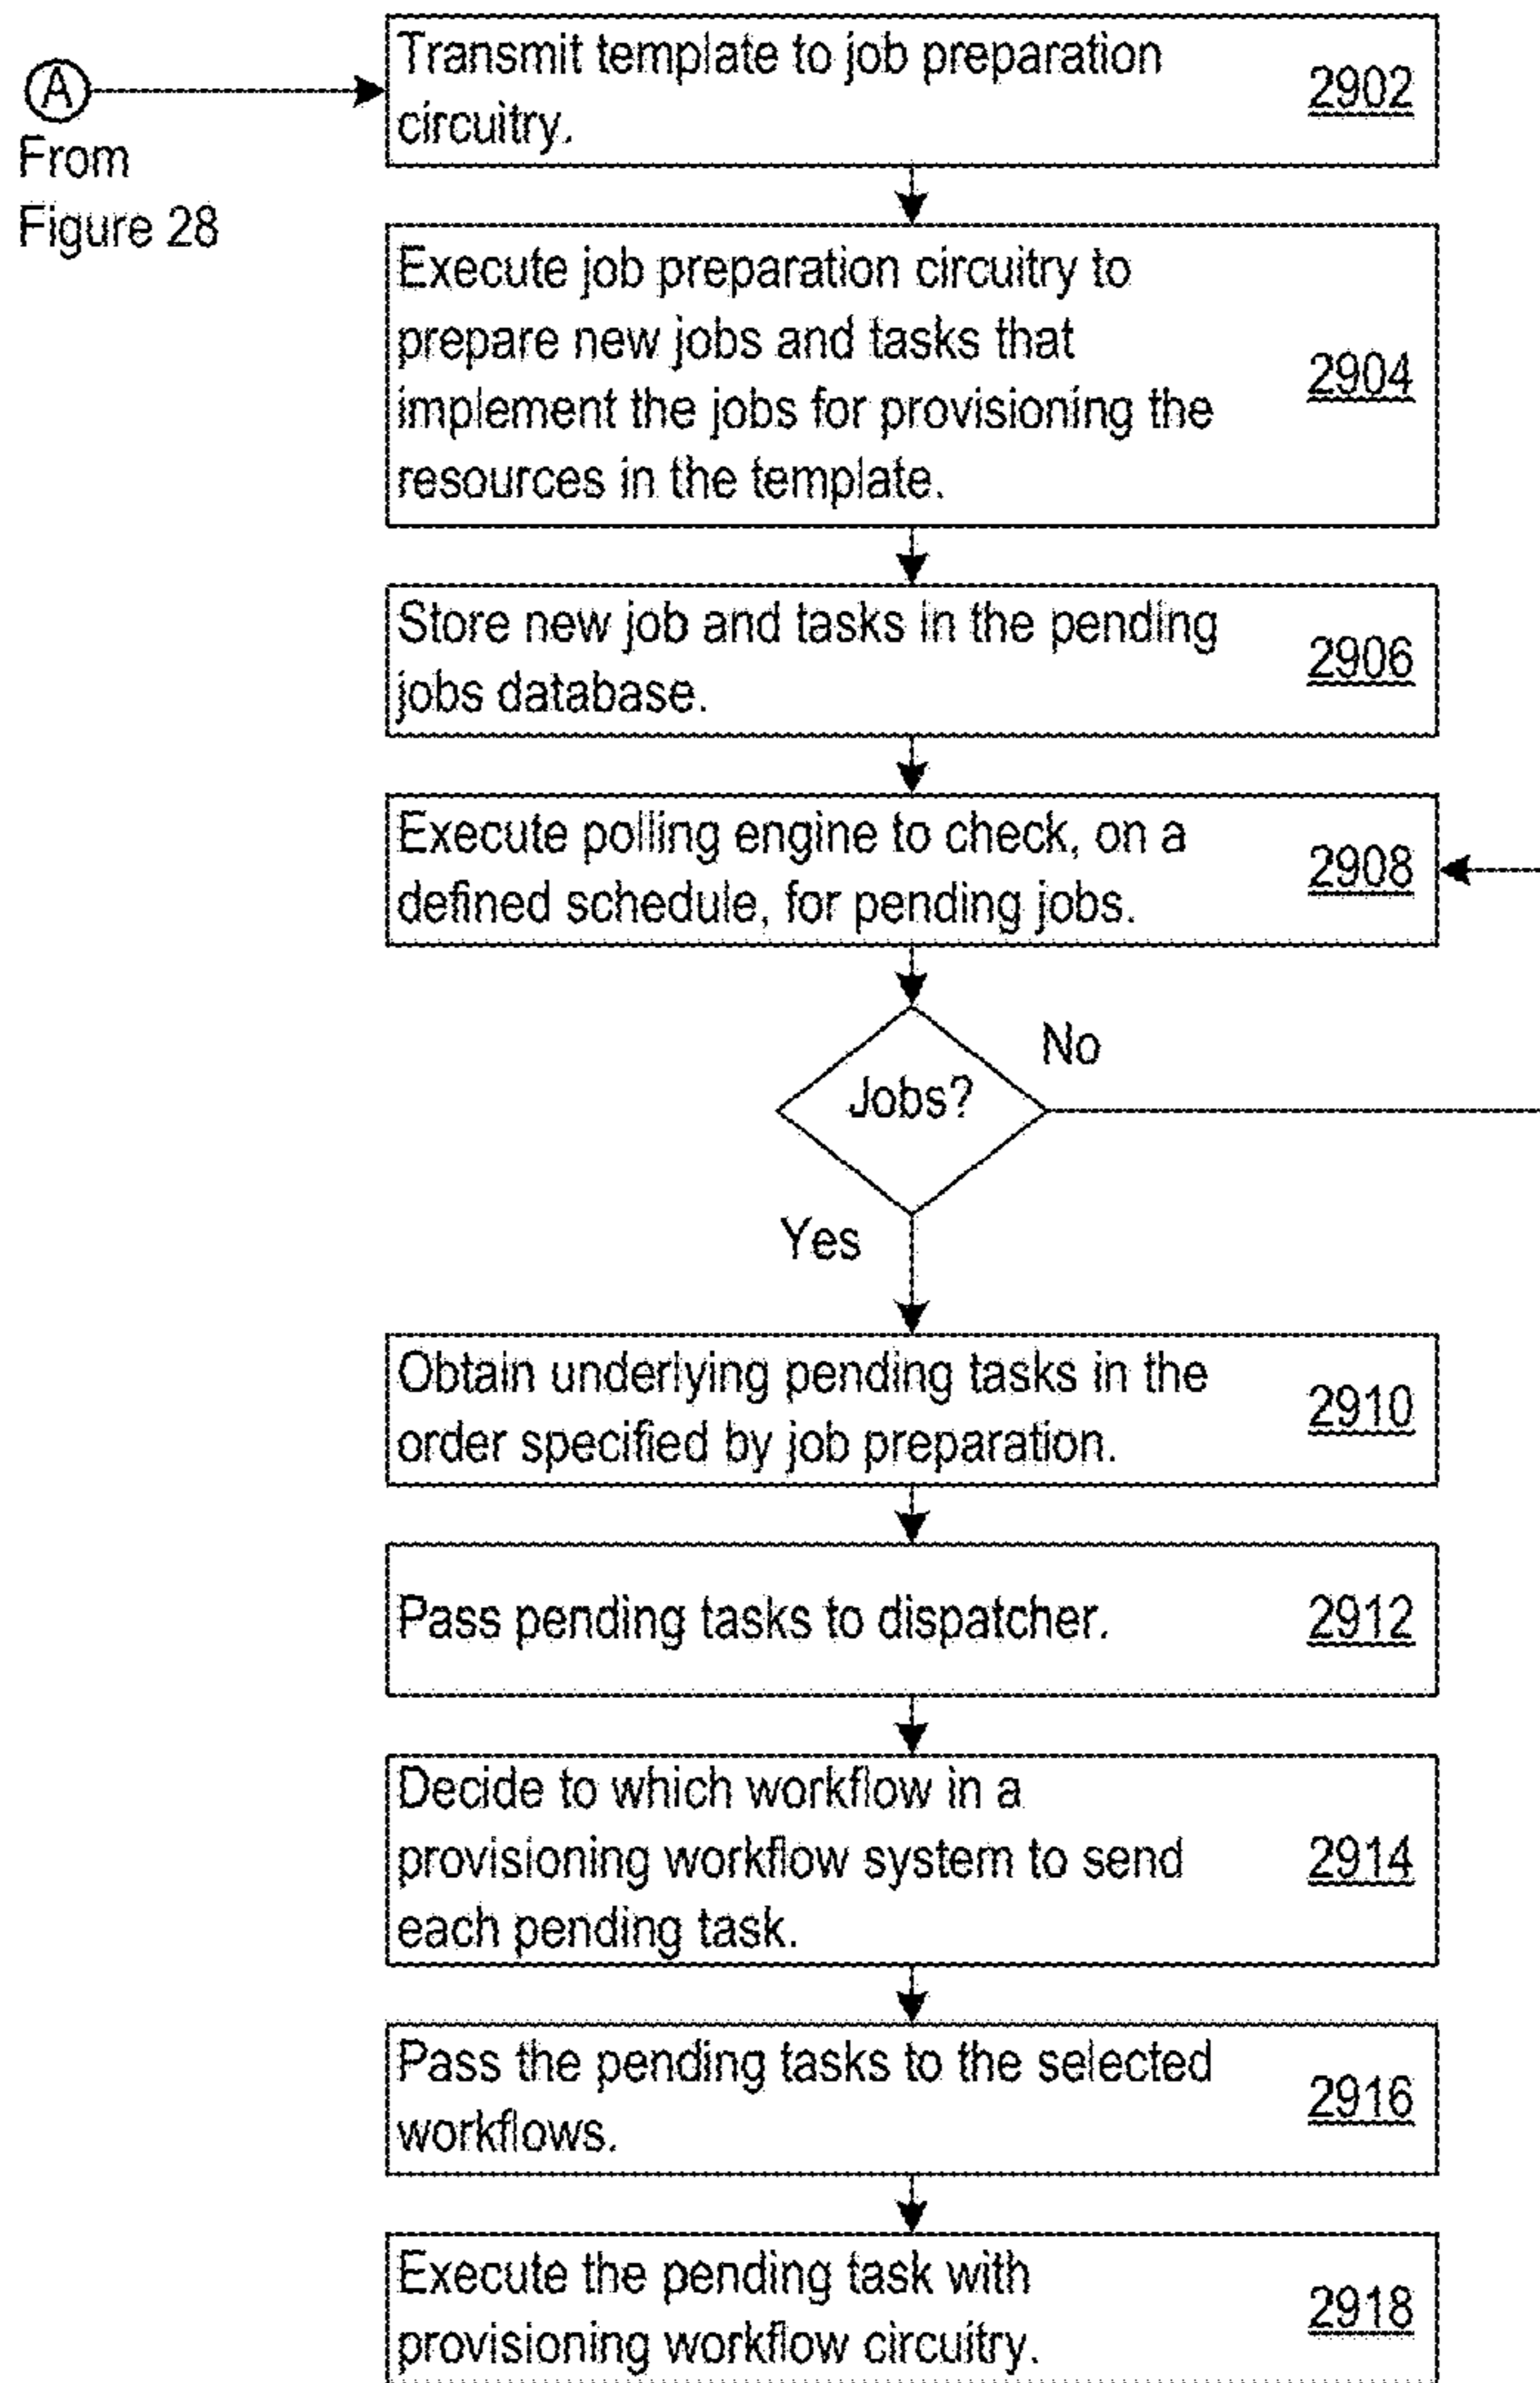 A
From
Figure 28
Transmit template to job preparation
circuitry.
2902
Execute job preparation circuitry to
prepare new jobs and tasks that
implement the jobs for provisioning the
resources in the template.
2904
Store new job and tasks in the pending
jobs database.
2906
Execute polling engine to check, on a
defined schedule, for pending jobs.
2908
Jobs?
No
Yes
Obtain underlying pending tasks in the
order specified by job preparation.
2910
Pass pending tasks to dispatcher.
2912
Decide to which workflow in a
provisioning workflow system to send
each pending task.
2914
Pass the pending tasks to the selected
workflows.
2916
Execute the pending task with
provisioning workflow circuitry.
2918